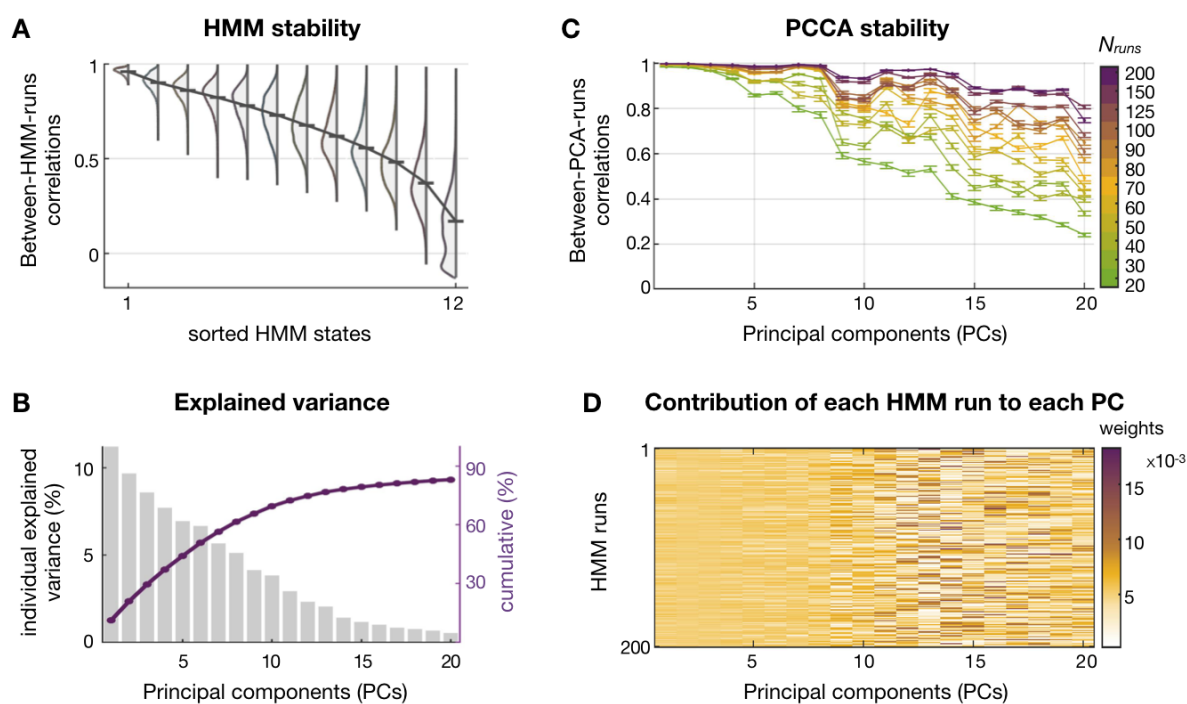 A
HMM stability
Between-HMM-runs
correlations
1
0.5
0
1
12
sorted HMM states
C
PCCA stability
Between-PCA-runs
correlations
1
0.8
0.6
0.4
0.2
0
5
10
15
20
Principal components (PCs)
Nruns
200
150
125
100
90
80
70
60
50
40
30
20
B
Explained variance
individual explained
variance (%)
10
5
0
90
60
30
cumulative (%)
5
10
15
20
Principal components (PCs)
D
Contribution of each HMM run to each PC
HMM runs
1
200
5
10
15
20
Principal components (PCs)
weights
x10-3
15
10
5